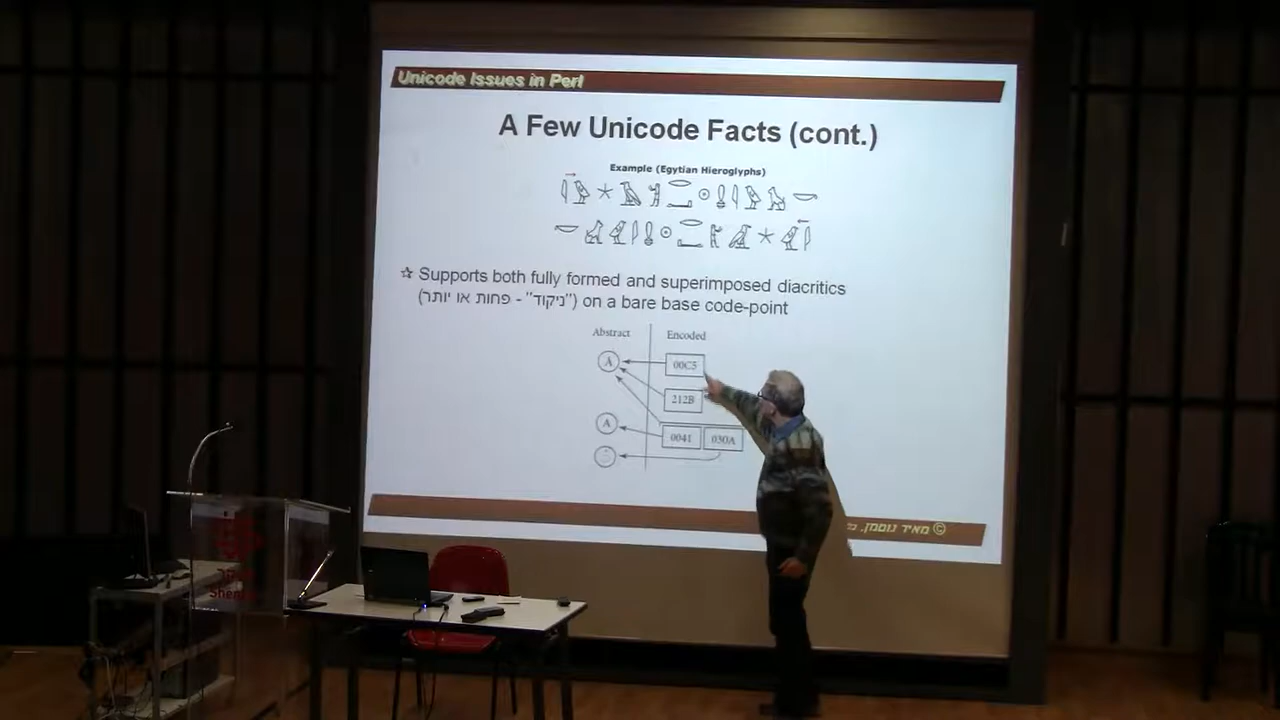 Unicode Issues in Perl
A Few Unicode Facts (cont.)
Example (Egytian Hieroglyphs)
☆ Supports both fully formed and superimposed diacritics
(ניקוד" - פחות או יותר") on a bare base code-point
Abstract Encoded
Å 00C5
212B
A 0041 030A
© מאיר גוטמן.